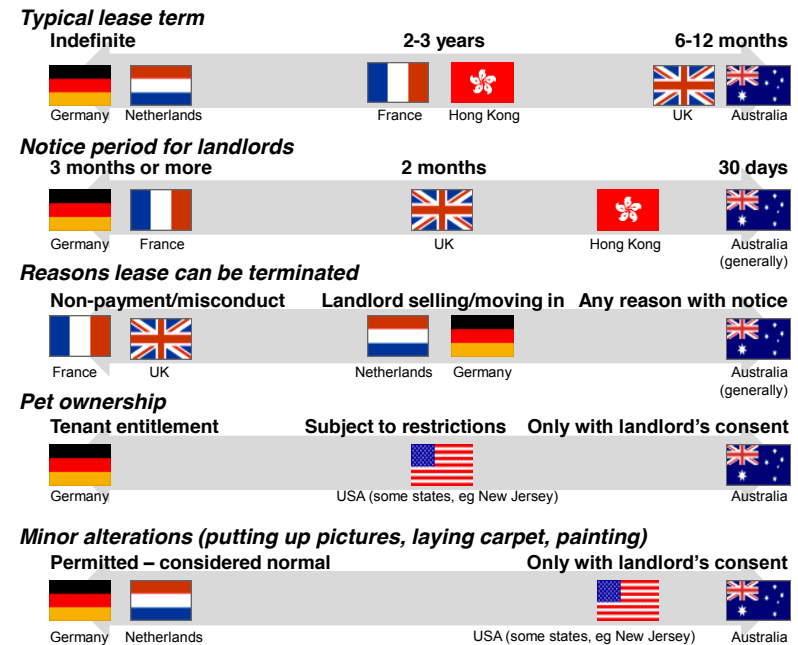 Typical lease term
Indefinite 2-3 years 6-12 months
Germany Netherlands France Hong Kong UK Australia
Notice period for landlords
3 months or more 2 months 30 days
Germany France UK Hong Kong Australia
(generally)
Reasons lease can be terminated
Non-payment/misconduct Landlord selling/moving in Any reason with notice
France UK Netherlands Germany Australia
(generally)
Pet ownership
Tenant entitlement Subject to restrictions Only with landlord's consent
Germany USA (some states, eg New Jersey) Australia
Minor alterations (putting up pictures, laying carpet, painting)
Permitted – considered normal Only with landlord's consent
Germany Netherlands USA (some states, eg New Jersey) Australia